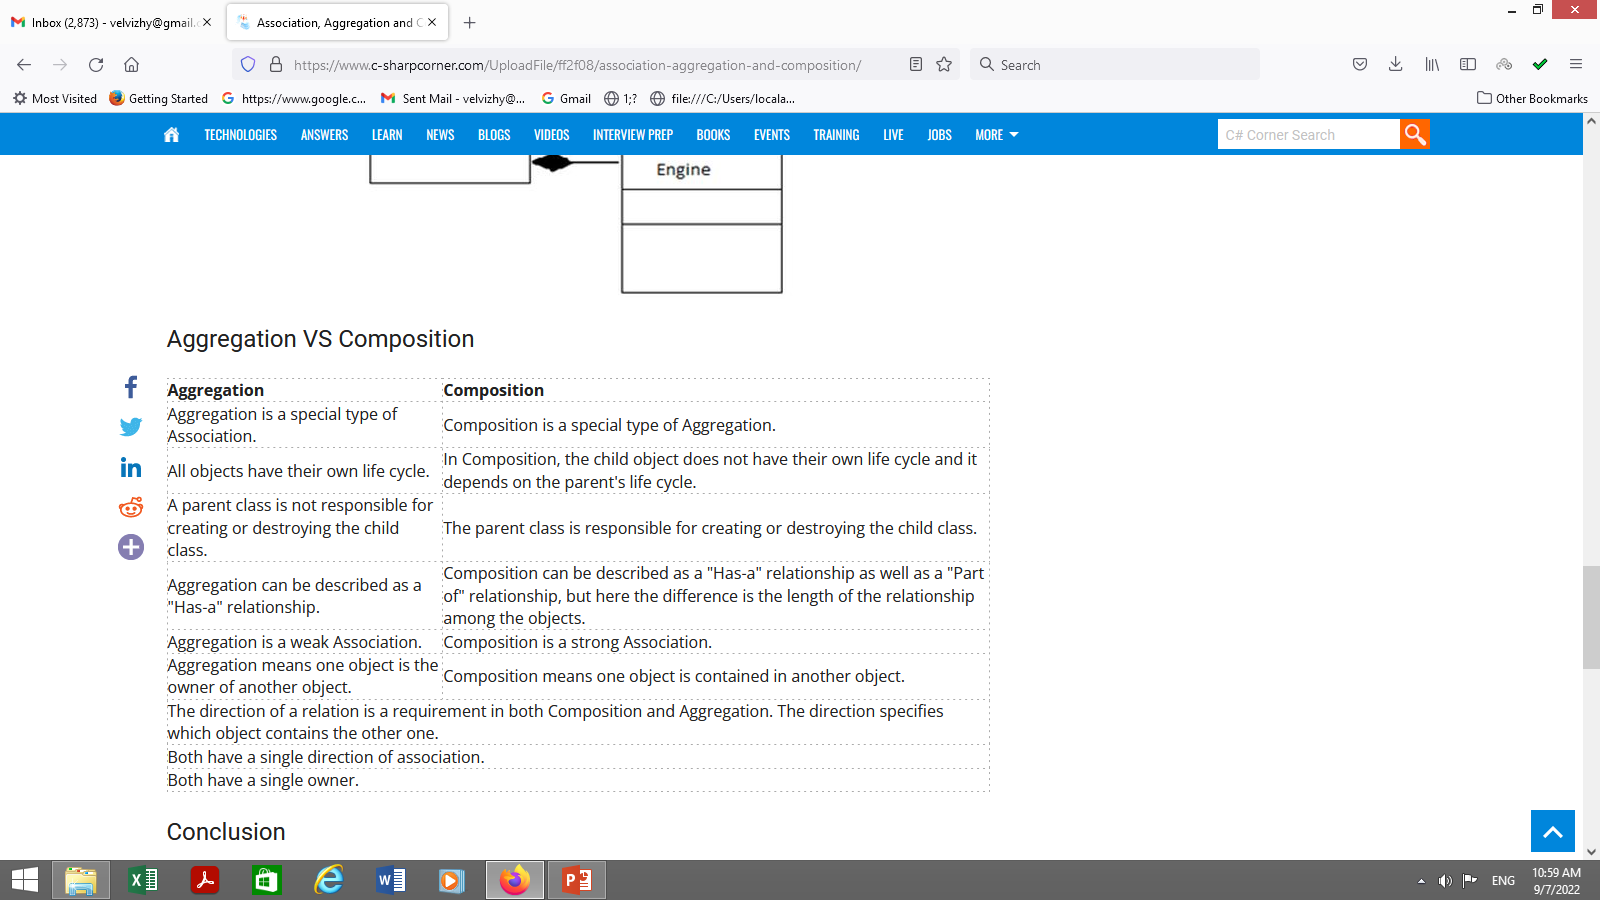 Inbox (2,873) - velvizhy@gmail.c
Association, Aggregation and C
https://www.c-sharpcorner.com/UploadFile/ff2f08/association-aggregation-and-composition/
Search
Most Visited
Getting Started
https://www.google.c...
Sent Mail - velvizhy@...
Gmail
1;?
file:///C:/Users/locala...
Other Bookmarks
TECHNOLOGIES ANSWERS LEARN NEWS BLOGS VIDEOS INTERVIEW PREP BOOKS EVENTS TRAINING LIVE JOBS MORE
C# Corner Search
Engine
Aggregation VS Composition
Aggregation
Composition
Aggregation is a special type of
Association.
Composition is a special type of Aggregation.
All objects have their own life cycle.
In Composition, the child object does not have their own life cycle and it
depends on the parent's life cycle.
A parent class is not responsible for
creating or destroying the child
class.
The parent class is responsible for creating or destroying the child class.
Aggregation can be described as a
"Has-a" relationship.
Composition can be described as a "Has-a" relationship as well as a "Part
of" relationship, but here the difference is the length of the relationship
among the objects.
Aggregation is a weak Association.
Composition is a strong Association.
Aggregation means one object is the
owner of another object.
Composition means one object is contained in another object.
The direction of a relation is a requirement in both Composition and Aggregation. The direction specifies
which object contains the other one.
Both have a single direction of association.
Both have a single owner.
Conclusion
ENG
10:59 AM
9/7/2022